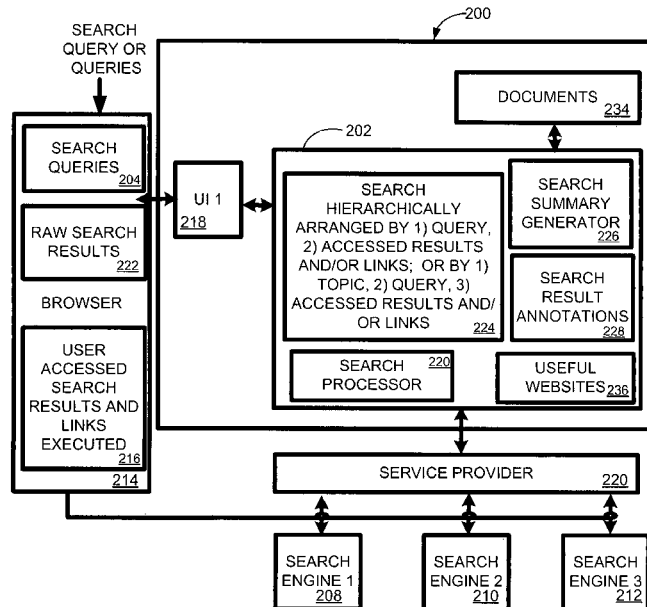 SEARCH
QUERY OR
QUERIES
200
SEARCH
QUERIES
204
RAW SEARCH
RESULTS
222
BROWSER
USER
ACCESSED
SEARCH
RESULTS AND
LINKS
EXECUTED
216
214
UI 1
218
202
DOCUMENTS
234
SEARCH
HIERARCHICALLY
ARRANGED BY 1) QUERY,
2) ACCESSED RESULTS
AND/OR LINKS; OR BY 1)
TOPIC, 2) QUERY, 3)
ACCESSED RESULTS AND/
OR LINKS
224
SEARCH
SUMMARY
GENERATOR
226
SEARCH
RESULT
ANNOTATIONS
228
SEARCH
PROCESSOR
220
USEFUL
WEBSITES
236
SERVICE PROVIDER
220
SEARCH
ENGINE 1
208
SEARCH
ENGINE 2
210
SEARCH
ENGINE 3
212